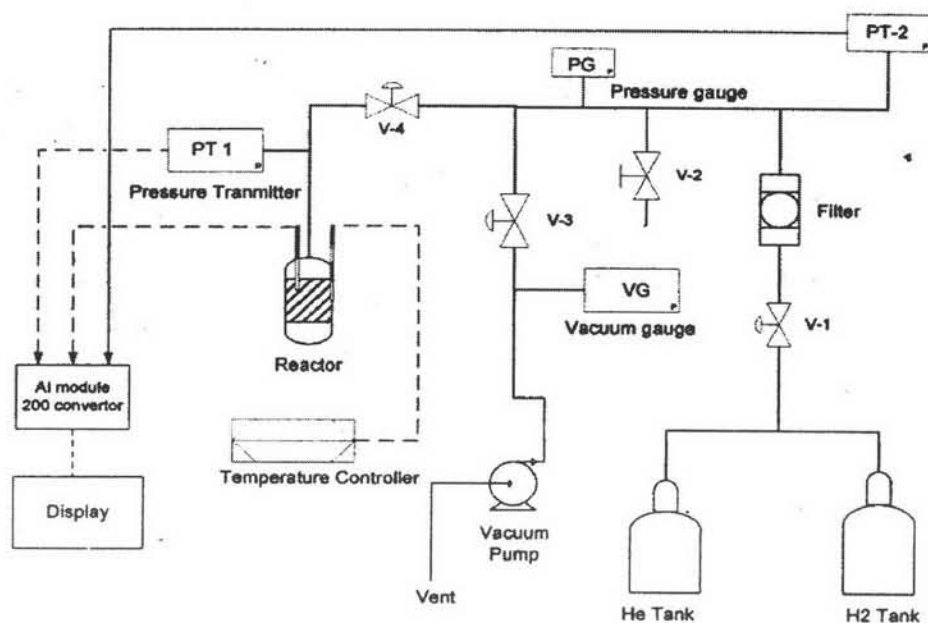 PT-2
P
PG
P
Pressure gauge
V-4
PT 1
P
Pressure Tranmitter
V-2
Filter
V-3
VG
P
Vacuum gauge
V-1
Reactor
AI module
200 convertor
Temperature Controller
Display
Vacuum
Pump
Vent
He Tank
H2 Tank